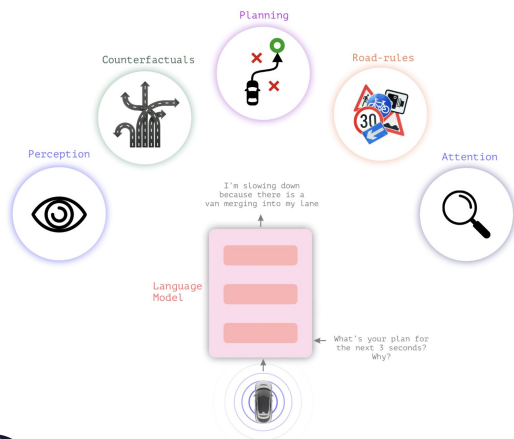 Planning
Counterfactuals
Road-rules
30
Perception
Attention
I'm slowing down
because there is a
van merging into my lane
Language
Model
What's your plan for
the next 3 seconds?
Why?